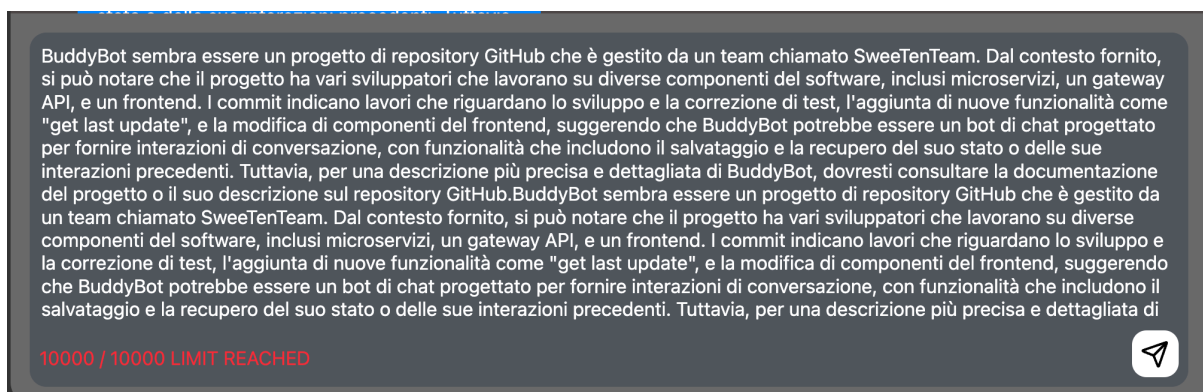 BuddyBot sembra essere un progetto di repository GitHub che è gestito da un team chiamato SweeTenTeam. Dal contesto fornito,
si può notare che il progetto ha vari sviluppatori che lavorano su diverse componenti del software, inclusi microservizi, un gateway
API, e un frontend. I commit indicano lavori che riguardano lo sviluppo e la correzione di test, l'aggiunta di nuove funzionalità come
"get last update", e la modifica di componenti del frontend, suggerendo che BuddyBot potrebbe essere un bot di chat progettato
per fornire interazioni di conversazione, con funzionalità che includono il salvataggio e la recupero del suo stato o delle sue
interazioni precedenti. Tuttavia, per una descrizione più precisa e dettagliata di BuddyBot, dovresti consultare la documentazione
del progetto o il suo descrizione sul repository GitHub.BuddyBot sembra essere un progetto di repository GitHub che è gestito da
un team chiamato SweeTenTeam. Dal contesto fornito, si può notare che il progetto ha vari sviluppatori che lavorano su diverse
componenti del software, inclusi microservizi, un gateway API, e un frontend. I commit indicano lavori che riguardano lo sviluppo e
la correzione di test, l'aggiunta di nuove funzionalità come "get last update", e la modifica di componenti del frontend, suggerendo
che BuddyBot potrebbe essere un bot di chat progettato per fornire interazioni di conversazione, con funzionalità che includono il
salvataggio e la recupero del suo stato o delle sue interazioni precedenti. Tuttavia, per una descrizione più precisa e dettagliata di
10000 / 10000 LIMIT REACHED